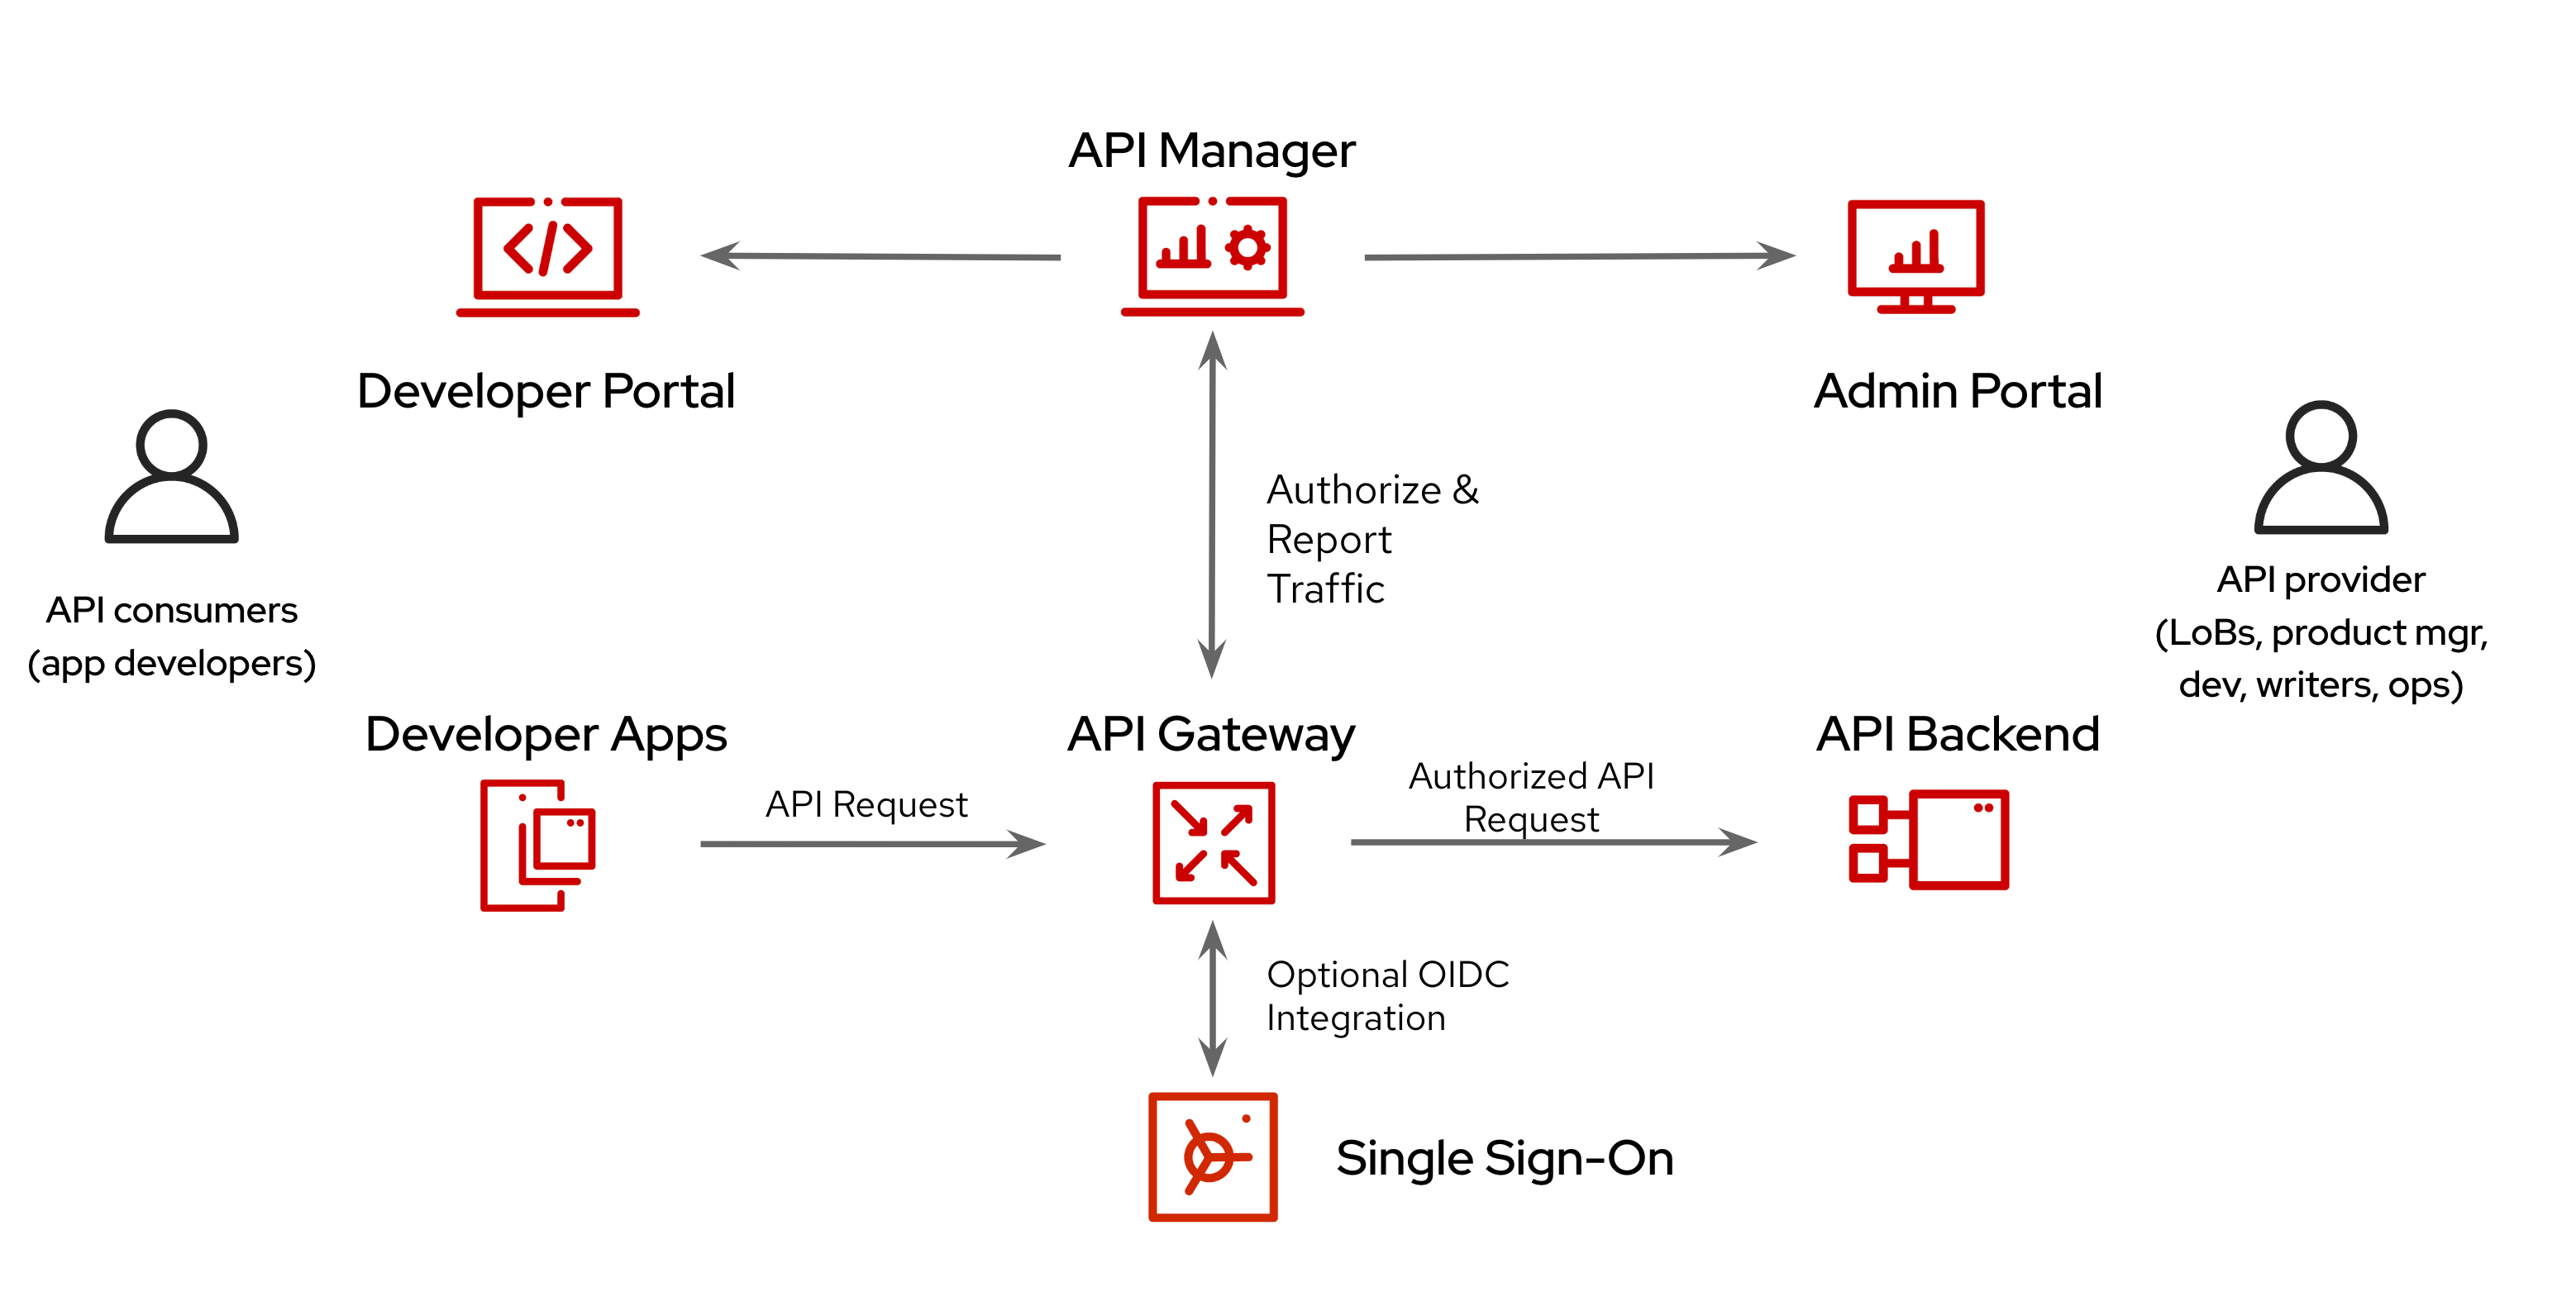 API Manager
Developer Portal
Admin Portal
API consumers
(app developers)
Authorize &
Report
Traffic
API provider
(LoBs, product mgr,
dev, writers, ops)
Developer Apps
API Gateway
API Backend
API Request
Authorized API
Request
Optional OIDC
Integration
Single Sign-On